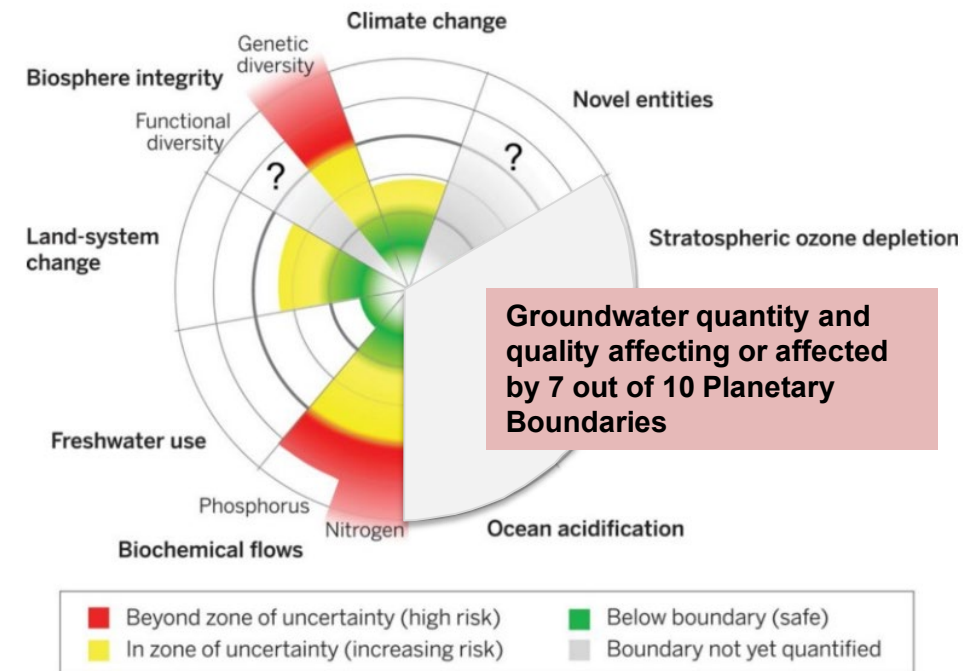 Climate change
Genetic
diversity
Biosphere integrity
Novel entities
Functional
diversity
?
?
Land-system
change
Stratospheric ozone depletion
Groundwater quantity and
quality affecting or affected
by 7 out of 10 Planetary
Boundaries
Freshwater use
Phosphorus
Nitrogen
Ocean acidification
Biochemical flows
Beyond zone of uncertainty (high risk)
Below boundary (safe)
In zone of uncertainty (increasing risk)
Boundary not yet quantified